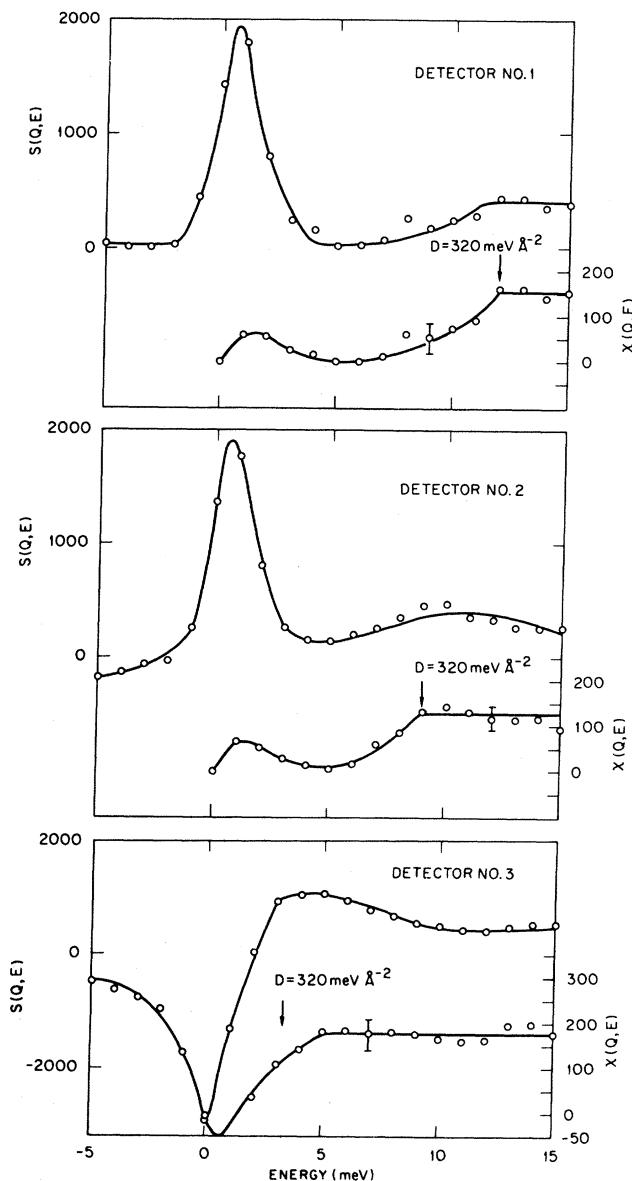 2000
DETECTOR NO. 1
S(Q,E)
1000
0
D = 320 meV Å⁻²
200
100
0
χ(Q,E)
2000
DETECTOR NO. 2
S(Q,E)
1000
0
D = 320 meV Å⁻²
200
100
0
χ(Q,E)
2000
DETECTOR NO. 3
1000
S(Q,E)
0
D = 320 meV Å⁻²
300
200
-2000
100
χ(Q,E)
0
-50
-5 0 5 10 15
ENERGY (meV)